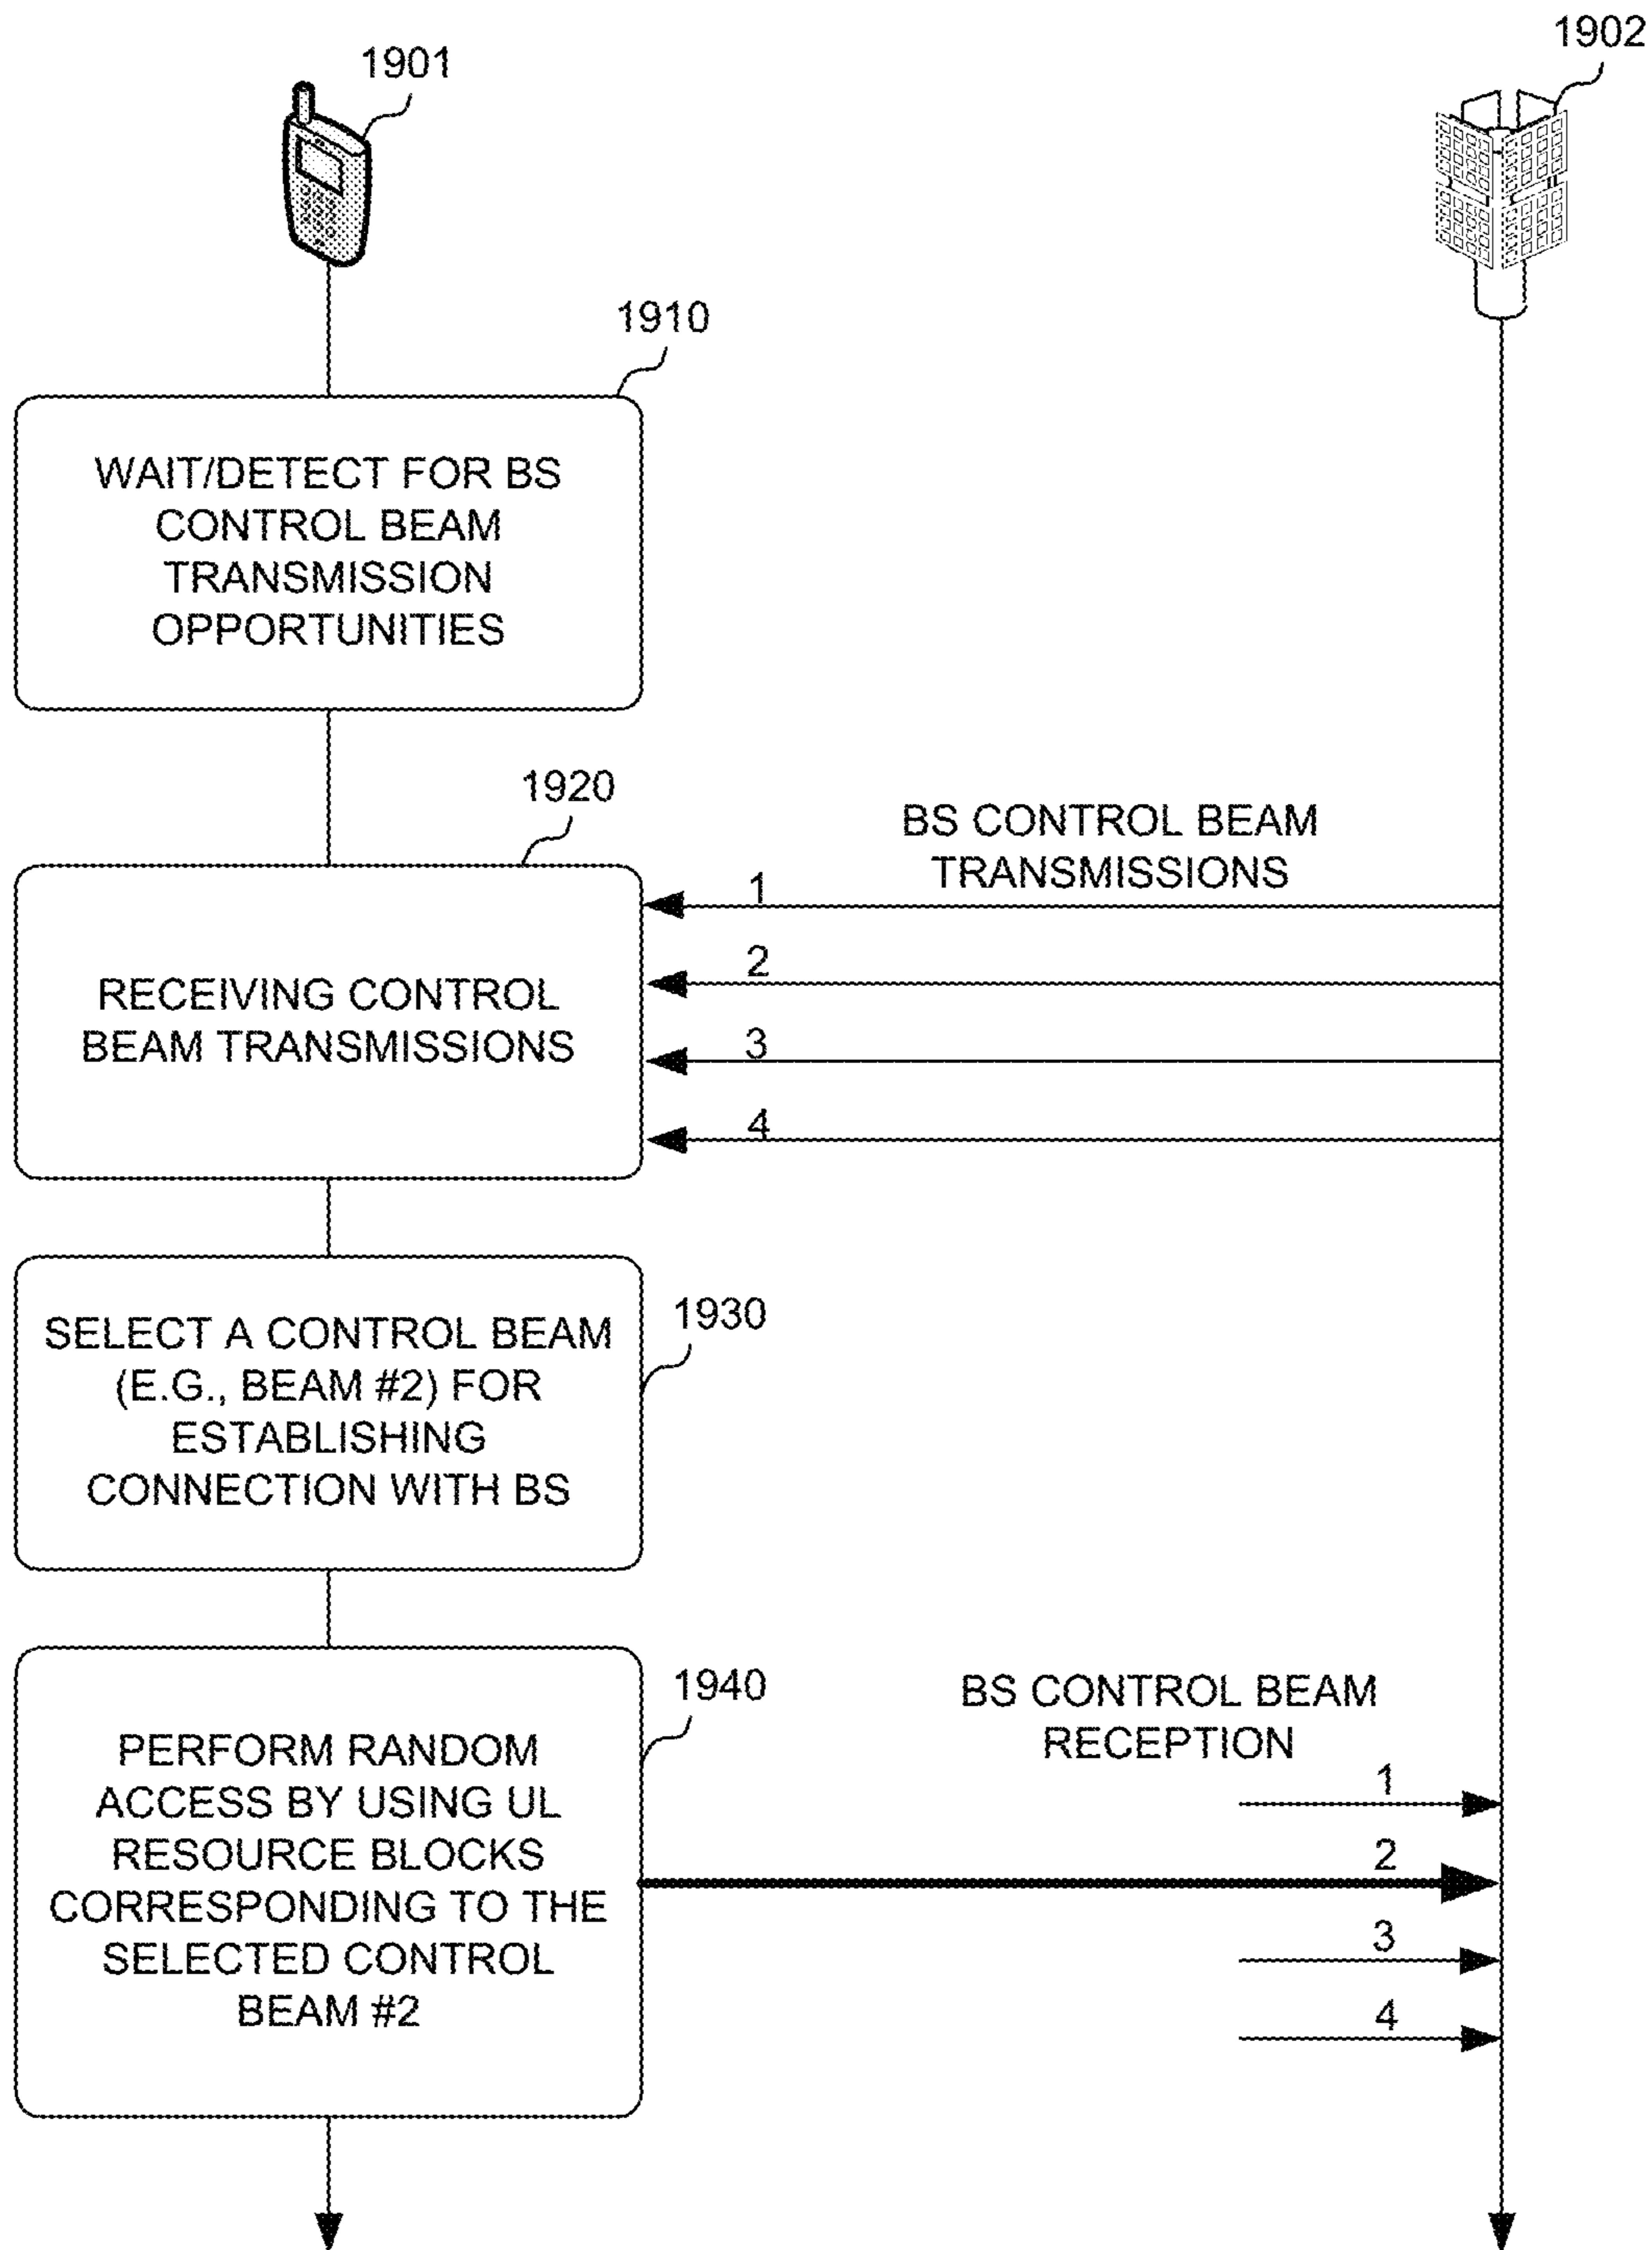 1901
1902
1910
WAIT/DETECT FOR BS
CONTROL BEAM
TRANSMISSION
OPPORTUNITIES
1920
BS CONTROL BEAM
TRANSMISSIONS
1
2
3
4
RECEIVING CONTROL
BEAM TRANSMISSIONS
1930
SELECT A CONTROL BEAM
(E.G., BEAM #2) FOR
ESTABLISHING
CONNECTION WITH BS
1940
PERFORM RANDOM
ACCESS BY USING UL
RESOURCE BLOCKS
CORRESPONDING TO THE
SELECTED CONTROL
BEAM #2
BS CONTROL BEAM
RECEPTION
1
2
3
4